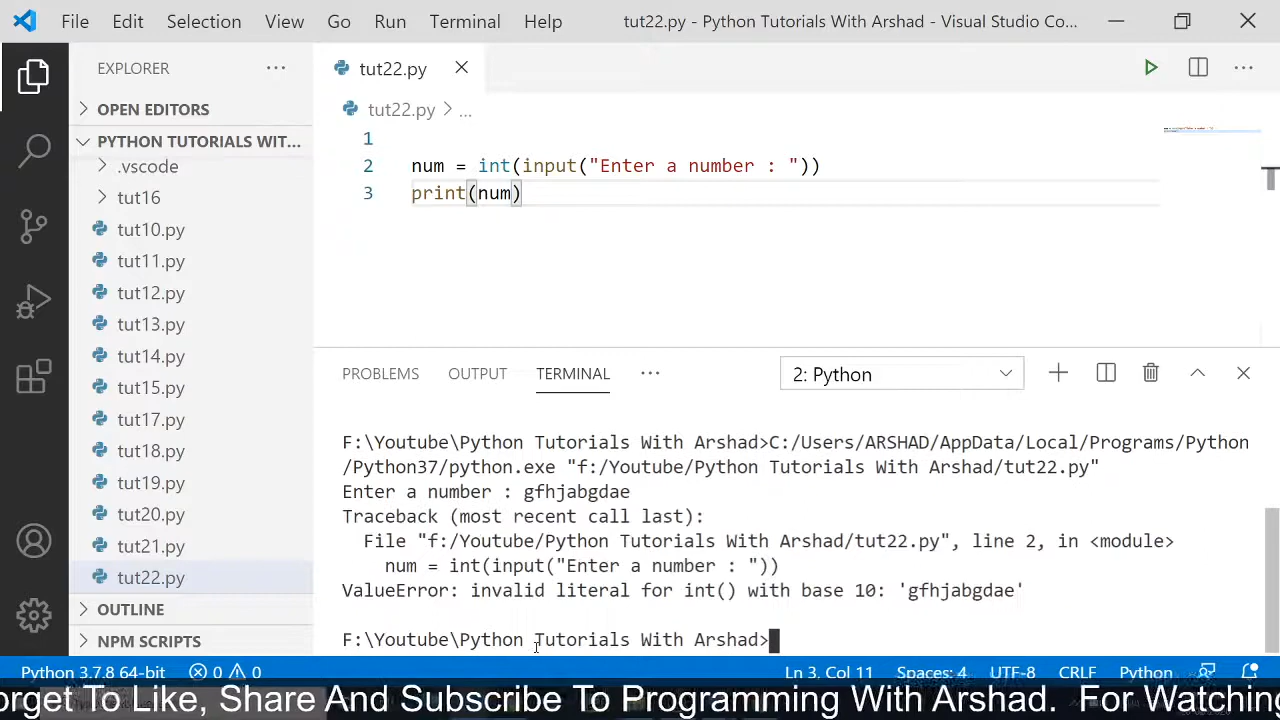 File Edit Selection View Go Run Terminal Help tut22.py - Python Tutorials With Arshad - Visual Studio Co...
EXPLORER
OPEN EDITORS
PYTHON TUTORIALS WIT...
.vscode
tut16
tut10.py
tut11.py
tut12.py
tut13.py
tut14.py
tut15.py
tut17.py
tut18.py
tut19.py
tut20.py
tut21.py
tut22.py
OUTLINE
NPM SCRIPTS
tut22.py
tut22.py > ...
1
2 num = int(input("Enter a number : "))
3 print(num)
PROBLEMS OUTPUT TERMINAL ... 2: Python
F:\Youtube\Python Tutorials With Arshad>C:/Users/ARSHAD/AppData/Local/Programs/Python
/Python37/python.exe "f:/Youtube/Python Tutorials With Arshad/tut22.py"
Enter a number : gfhjabgdae
Traceback (most recent call last):
File "f:/Youtube/Python Tutorials With Arshad/tut22.py", line 2, in <module>
num = int(input("Enter a number : "))
ValueError: invalid literal for int() with base 10: 'gfhjabgdae'
F:\Youtube\Python Tutorials With Arshad>
Python 3.7.8 64-bit 0 0 Ln 3, Col 11 Spaces: 4 UTF-8 CRLF Python
orget To Like, Share And Subscribe To Programming With Arshad. For Watching